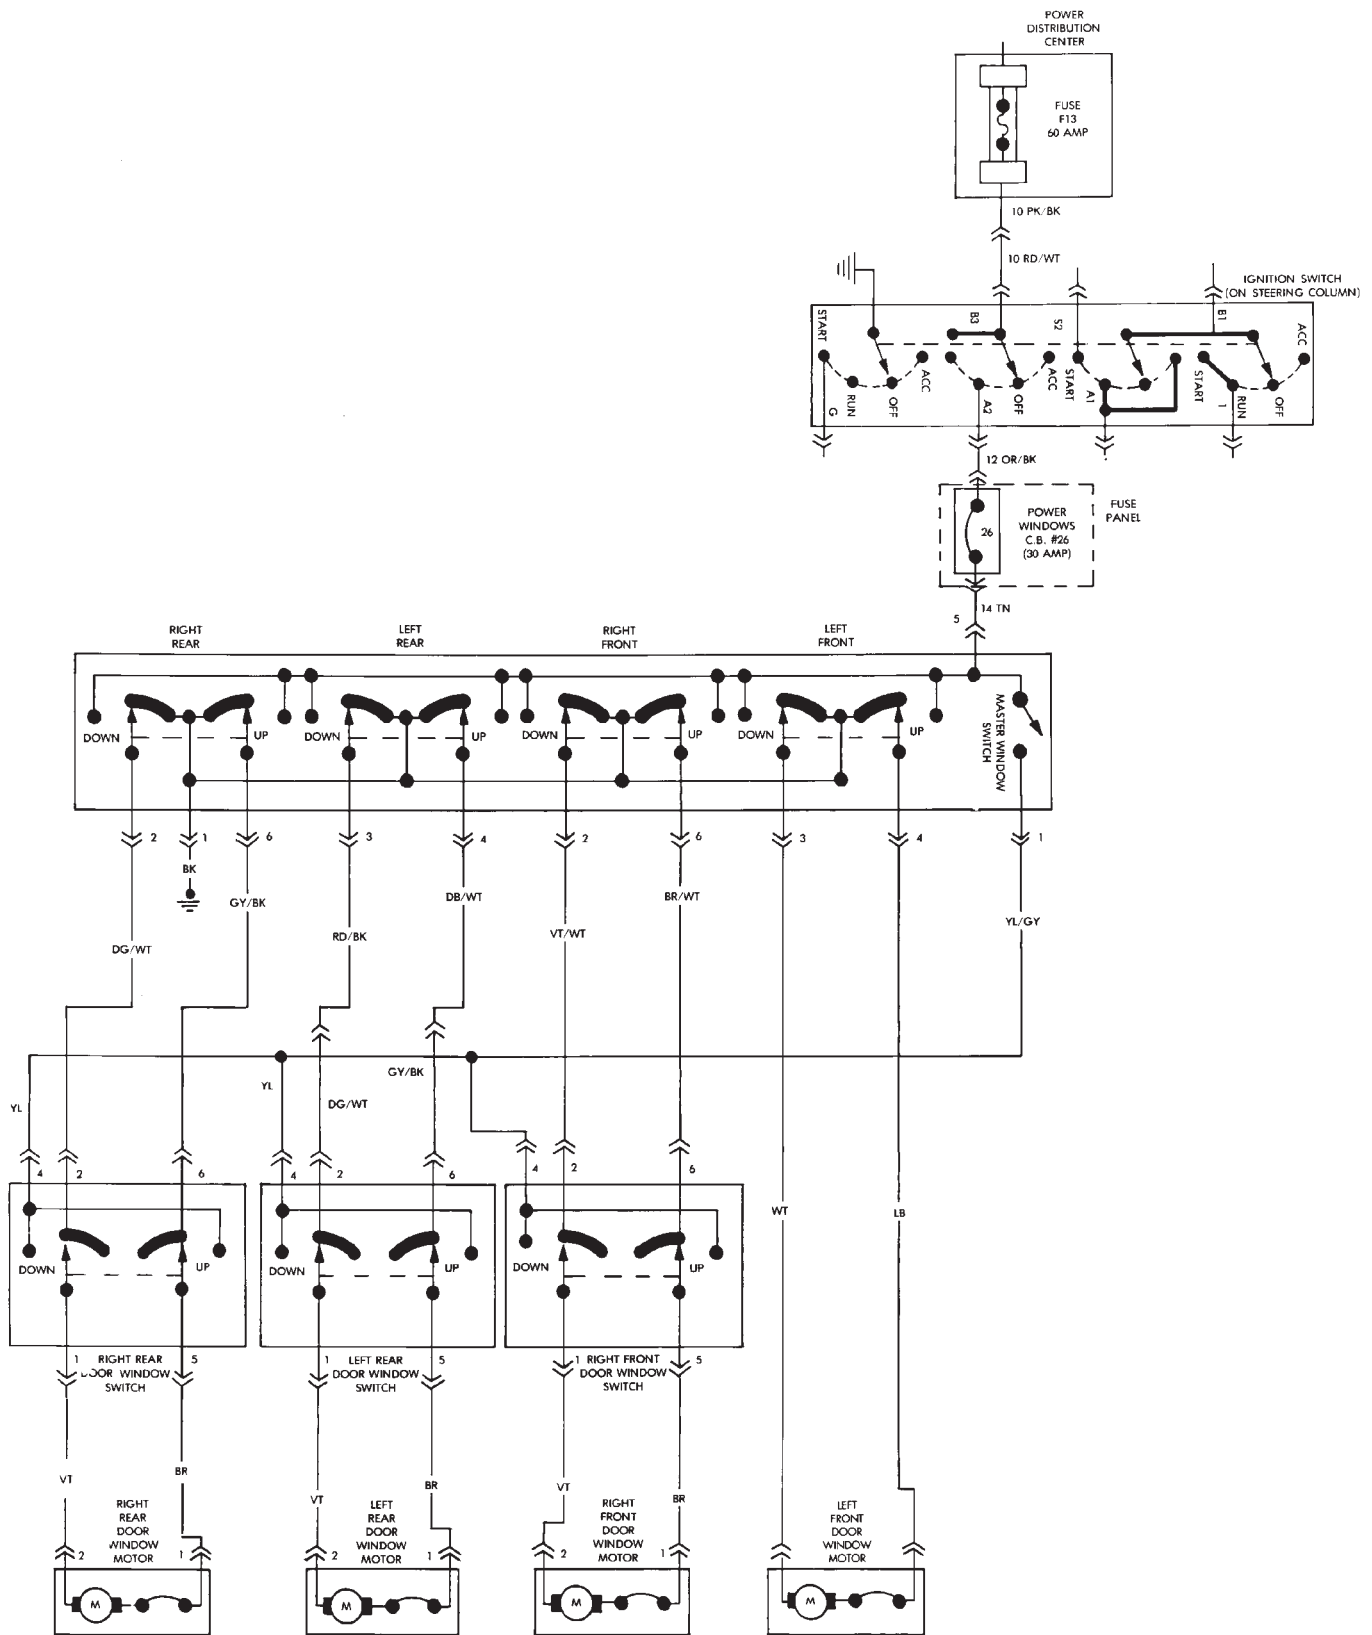 POWER
DISTRIBUTION
CENTER
FUSE
F13
60 AMP
10 PK/BK
10 RD/WT
IGNITION SWITCH
(ON STEERING COLUMN)
START
B3
S2
B1
ACC
G
RUN
OFF
ACC
A2
OFF
ACC
START
A1
START
1
RUN
OFF
12 OR/BK
POWER
WINDOWS
C.B. #26
(30 AMP)
26
FUSE
PANEL
14 TN
5
RIGHT
REAR
LEFT
REAR
RIGHT
FRONT
LEFT
FRONT
DOWN
UP
DOWN
UP
DOWN
UP
DOWN
UP
MASTER WINDOW
SWITCH
2
1
6
3
4
2
6
3
4
1
BK
GY/BK
DB/WT
BR/WT
DG/WT
RD/BK
VT/WT
YL/GY
GY/BK
YL
YL
DG/WT
4
2
6
4
2
6
4
2
6
WT
LB
DOWN
UP
DOWN
UP
DOWN
UP
1
RIGHT REAR
DOOR WINDOW
SWITCH
5
1
LEFT REAR
DOOR WINDOW
SWITCH
5
1
RIGHT FRONT
DOOR WINDOW
SWITCH
5
VT
BR
VT
BR
VT
BR
RIGHT
REAR
DOOR
WINDOW
MOTOR
LEFT
REAR
DOOR
WINDOW
MOTOR
RIGHT
FRONT
DOOR
WINDOW
MOTOR
LEFT
FRONT
DOOR
WINDOW
MOTOR
2
1
2
1
2
1
M
M
M
M